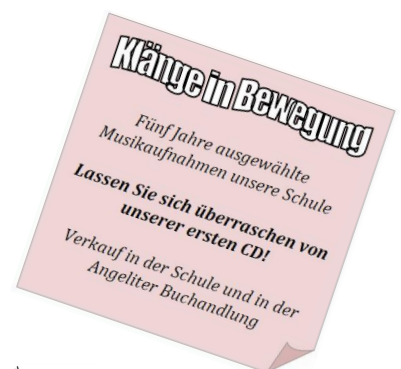 Klänge in Bewegung
Fünf Jahre ausgewählte
Musikaufnahmen unsere Schule
Lassen Sie sich überraschen von
unserer ersten CD!
Verkauf in der Schule und in der
Angeliter Buchandlung